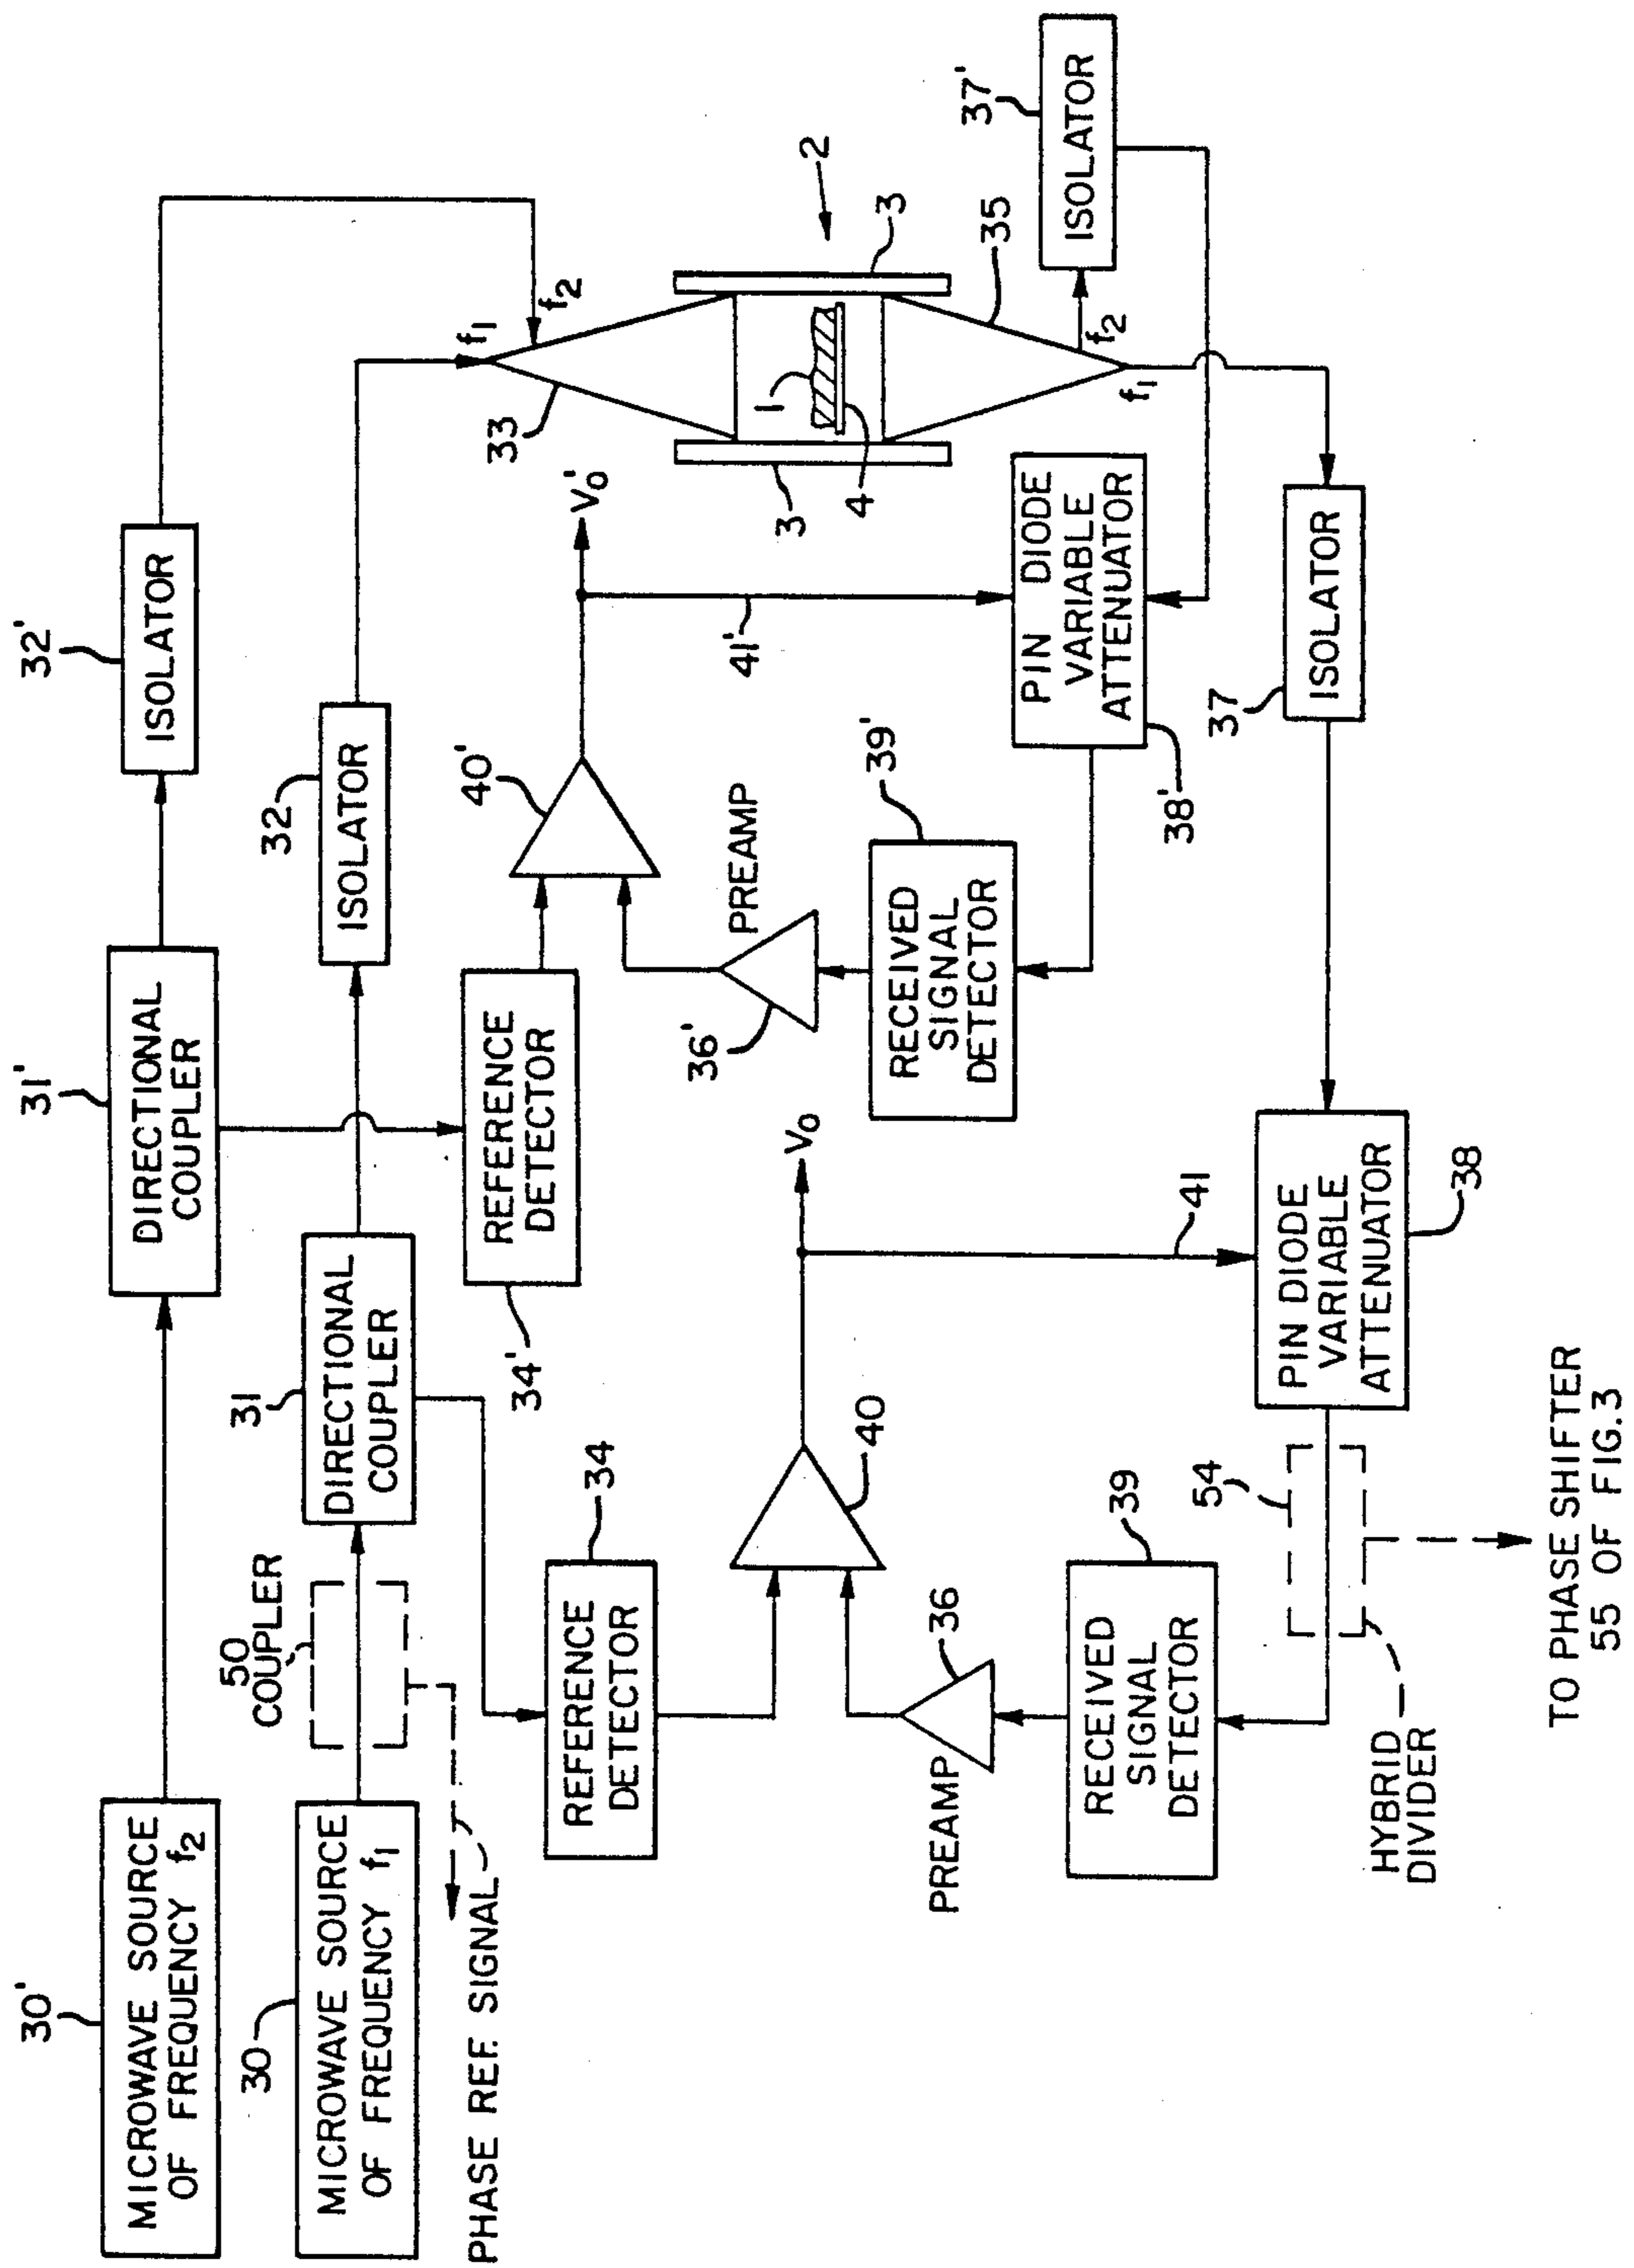 30'
MICROWAVE SOURCE
OF FREQUENCY f2
31'
DIRECTIONAL
COUPLER
32'
ISOLATOR
30
MICROWAVE SOURCE
OF FREQUENCY f1
50
COUPLER
31
DIRECTIONAL
COUPLER
32
ISOLATOR
PHASE REF. SIGNAL
34'
REFERENCE
DETECTOR
40'
Vo'
33
f1
f2
34
REFERENCE
DETECTOR
36'
PREAMP
41'
3
1
4
3
2
40
Vo
39'
RECEIVED
SIGNAL
DETECTOR
PIN DIODE
VARIABLE
ATTENUATOR
38'
35
f2
f1
37'
ISOLATOR
PREAMP
36
39
RECEIVED
SIGNAL
DETECTOR
54
41
PIN DIODE
VARIABLE
ATTENUATOR
38
37
ISOLATOR
HYBRID
DIVIDER
TO PHASE SHIFTER
55 OF FIG.3